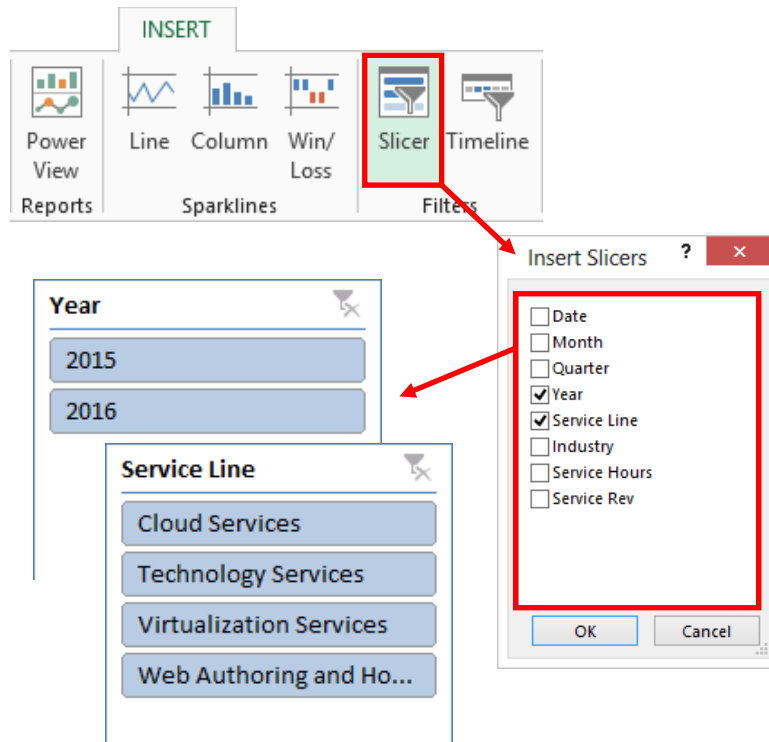 INSERT
Power View
Line
Column
Win/ Loss
Slicer
Timeline
Reports
Sparklines
Filters
Insert Slicers
?
×
Date
Month
Quarter
Year
Service Line
Industry
Service Hours
Service Rev
OK
Cancel
Year
2015
2016
Service Line
Cloud Services
Technology Services
Virtualization Services
Web Authoring and Ho...